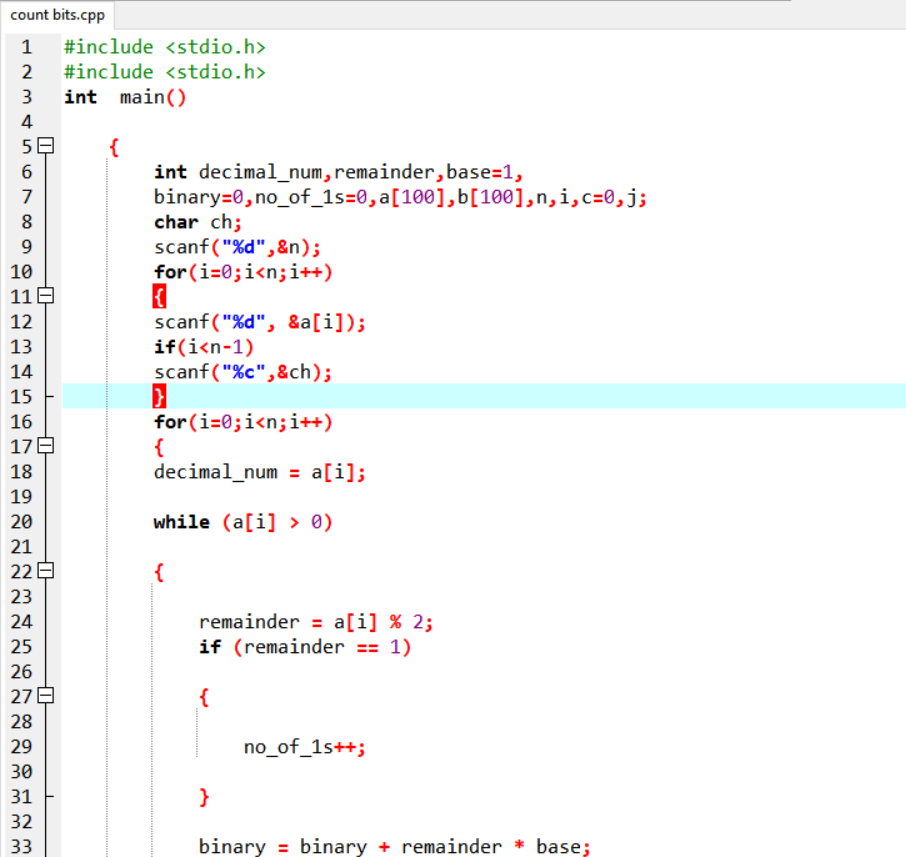 count bits.cpp
1 #include <stdio.h>
2 #include <stdio.h>
3 int  main()
4
5 {
6 int decimal_num,remainder,base=1,
7 binary=0,no_of_1s=0,a[100],b[100],n,i,c=0,j;
8 char ch;
9 scanf("%d",&n);
10 for(i=0;i<n;i++)
11 {
12 scanf("%d", &a[i]);
13 if(i<n-1)
14 scanf("%c",&ch);
15 }
16 for(i=0;i<n;i++)
17 {
18 decimal_num = a[i];
19
20 while (a[i] > 0)
21
22 {
23
24 remainder = a[i] % 2;
25 if (remainder == 1)
26
27 {
28
29 no_of_1s++;
30
31 }
32
33 binary = binary + remainder * base;